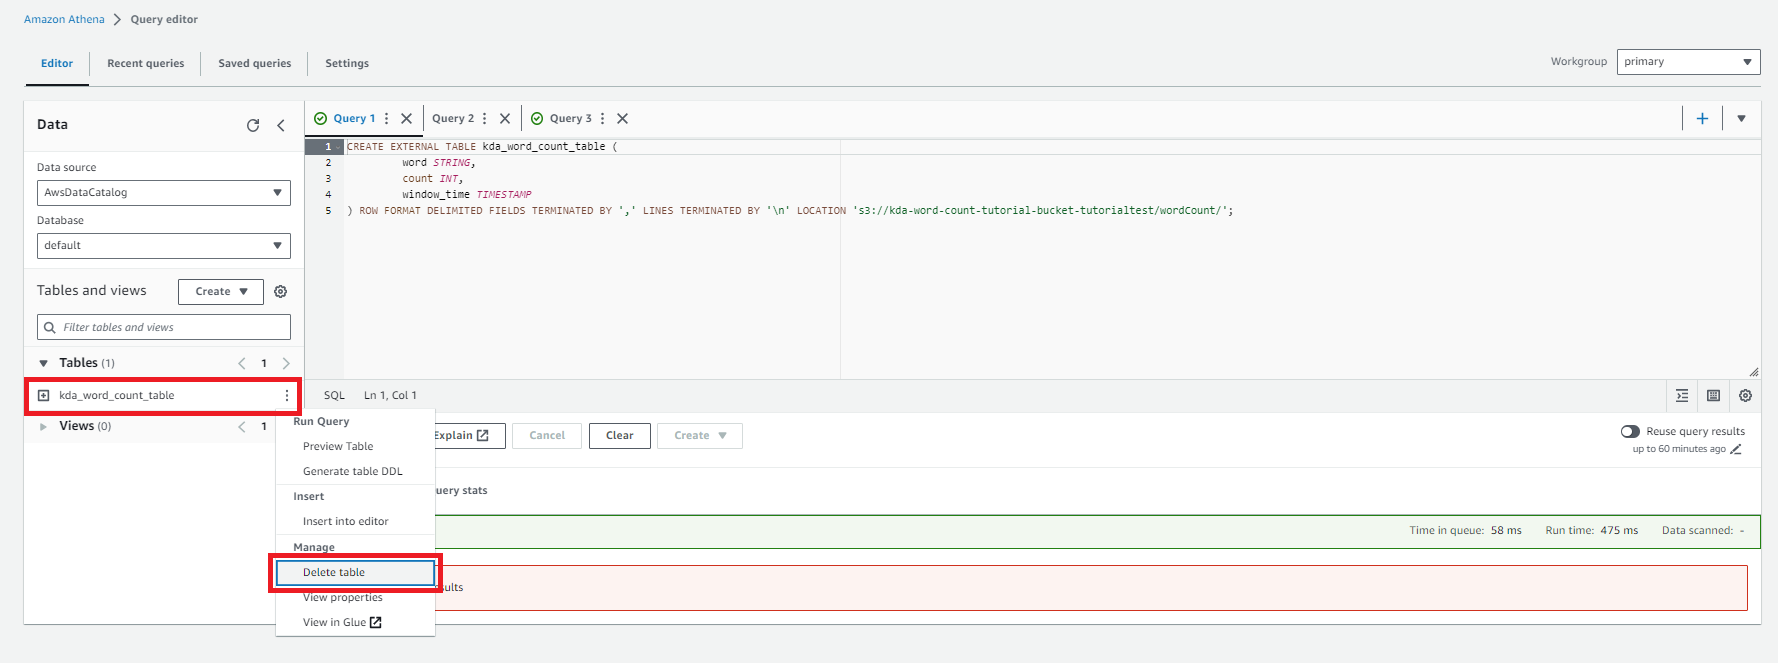 Amazon Athena > Query editor
Editor
Recent queries
Saved queries
Settings
Workgroup
primary
Data
Data source
AwsDataCatalog
Database
default
Tables and views
Create
Filter tables and views
Tables (1)
1
kda_word_count_table
Views (0)
1
Query 1
Query 2
Query 3
1 CREATE EXTERNAL TABLE kda_word_count_table (
2 word STRING,
3 count INT,
4 window_time TIMESTAMP
5 ) ROW FORMAT DELIMITED FIELDS TERMINATED BY ',' LINES TERMINATED BY '\n' LOCATION 's3://kda-word-count-tutorial-bucket-tutorialtest/wordCount/';
SQL
Ln 1, Col 1
Run Query
Preview Table
Generate table DDL
Insert
Insert into editor
Manage
Delete table
View properties
View in Glue
Explain
Cancel
Clear
Create
Reuse query results
up to 60 minutes ago
uery stats
Time in queue: 58 ms
Run time: 475 ms
Data scanned: -
sults